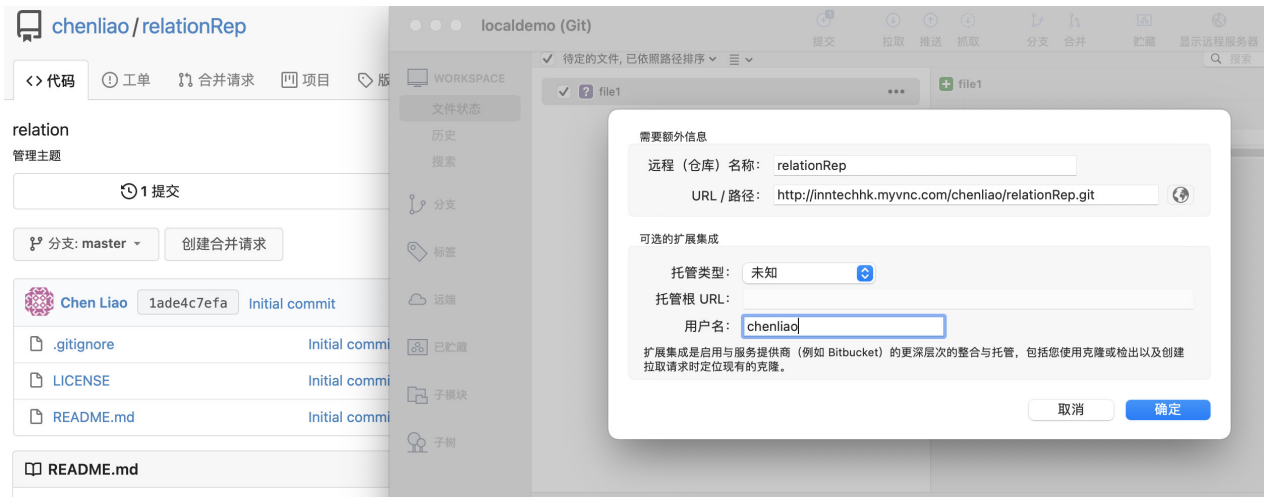 chenliao/relationRep
代码
工单
合并请求
项目
版
relation
管理主题
1 提交
分支: master
创建合并请求
Chen Liao
1ade4c7efa
Initial commit
.gitignore
Initial commi
LICENSE
Initial commi
README.md
Initial commi
README.md
localdemo (Git)
1
提交
拉取
推送
抓取
分支
合并
贮藏
显示远程服务器
待定的文件, 已依照路径排序
搜索
WORKSPACE
文件状态
历史
搜索
分支
标签
远端
已贮藏
子模块
子树
? file1
file1
需要额外信息
远程（仓库）名称： relationRep
URL / 路径： http://inntechhk.myvnc.com/chenliao/relationRep.git
可选的扩展集成
托管类型： 未知
托管根 URL：
用户名： chenliao
扩展集成是启用与服务提供商（例如 Bitbucket）的更深层次的整合与托管，包括您使用克隆或检出以及创建
拉取请求时定位现有的克隆。
取消
确定